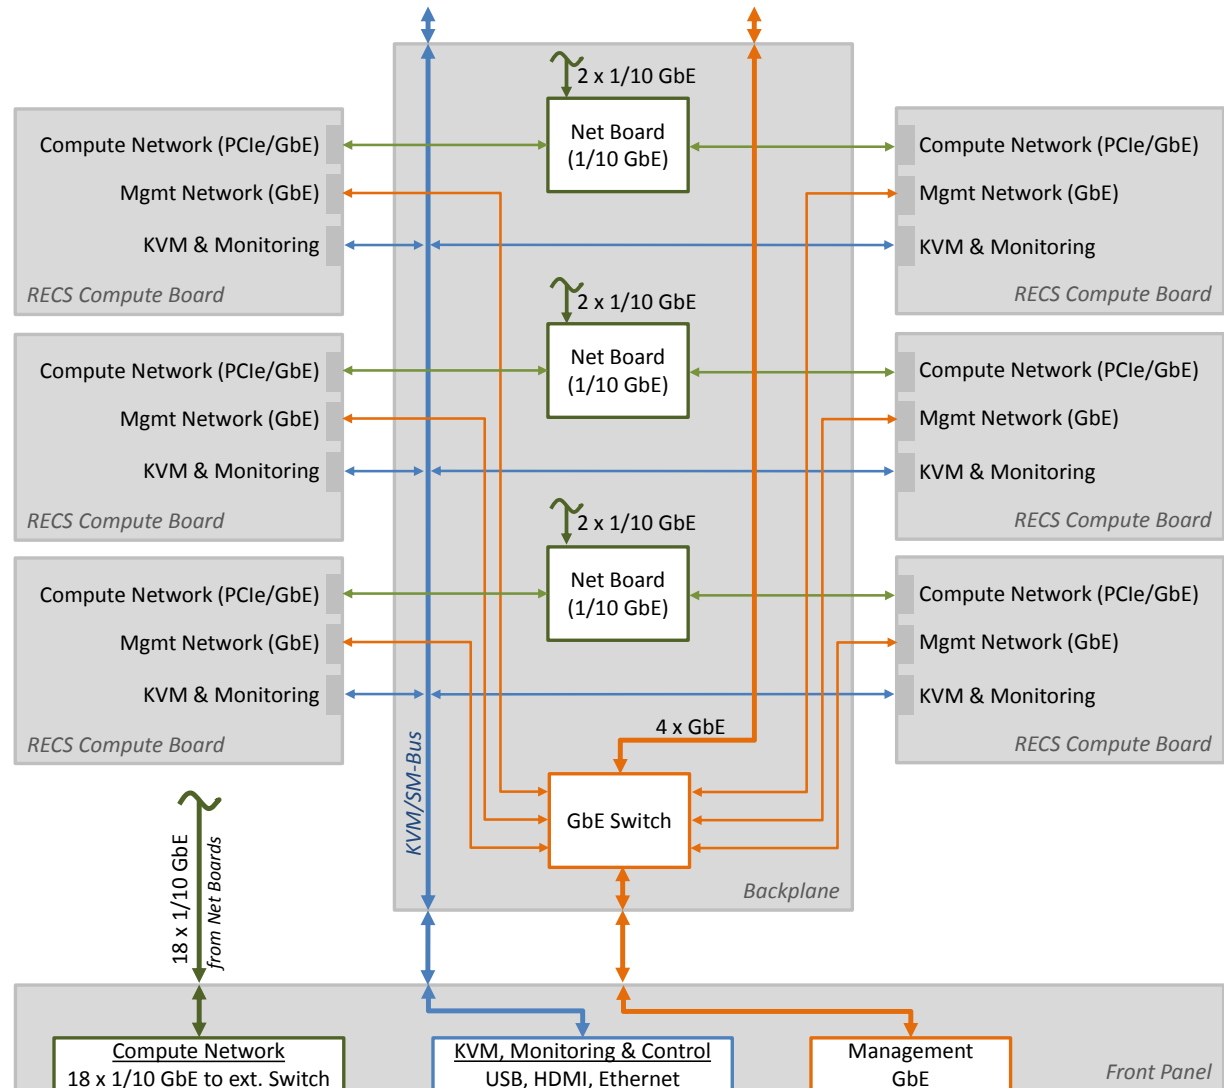 2 x 1/10 GbE
Net Board
(1/10 GbE)
Compute Network (PCIe/GbE)
Mgmt Network (GbE)
KVM & Monitoring
RECS Compute Board
Compute Network (PCIe/GbE)
Mgmt Network (GbE)
KVM & Monitoring
RECS Compute Board
2 x 1/10 GbE
Net Board
(1/10 GbE)
Compute Network (PCIe/GbE)
Mgmt Network (GbE)
KVM & Monitoring
RECS Compute Board
Compute Network (PCIe/GbE)
Mgmt Network (GbE)
KVM & Monitoring
RECS Compute Board
2 x 1/10 GbE
Net Board
(1/10 GbE)
Compute Network (PCIe/GbE)
Mgmt Network (GbE)
KVM & Monitoring
RECS Compute Board
Compute Network (PCIe/GbE)
Mgmt Network (GbE)
KVM & Monitoring
RECS Compute Board
4 x GbE
KVM/SM-Bus
GbE Switch
Backplane
18 x 1/10 GbE
from Net Boards
Compute Network
18 x 1/10 GbE to ext. Switch
KVM, Monitoring & Control
USB, HDMI, Ethernet
Management
GbE
Front Panel